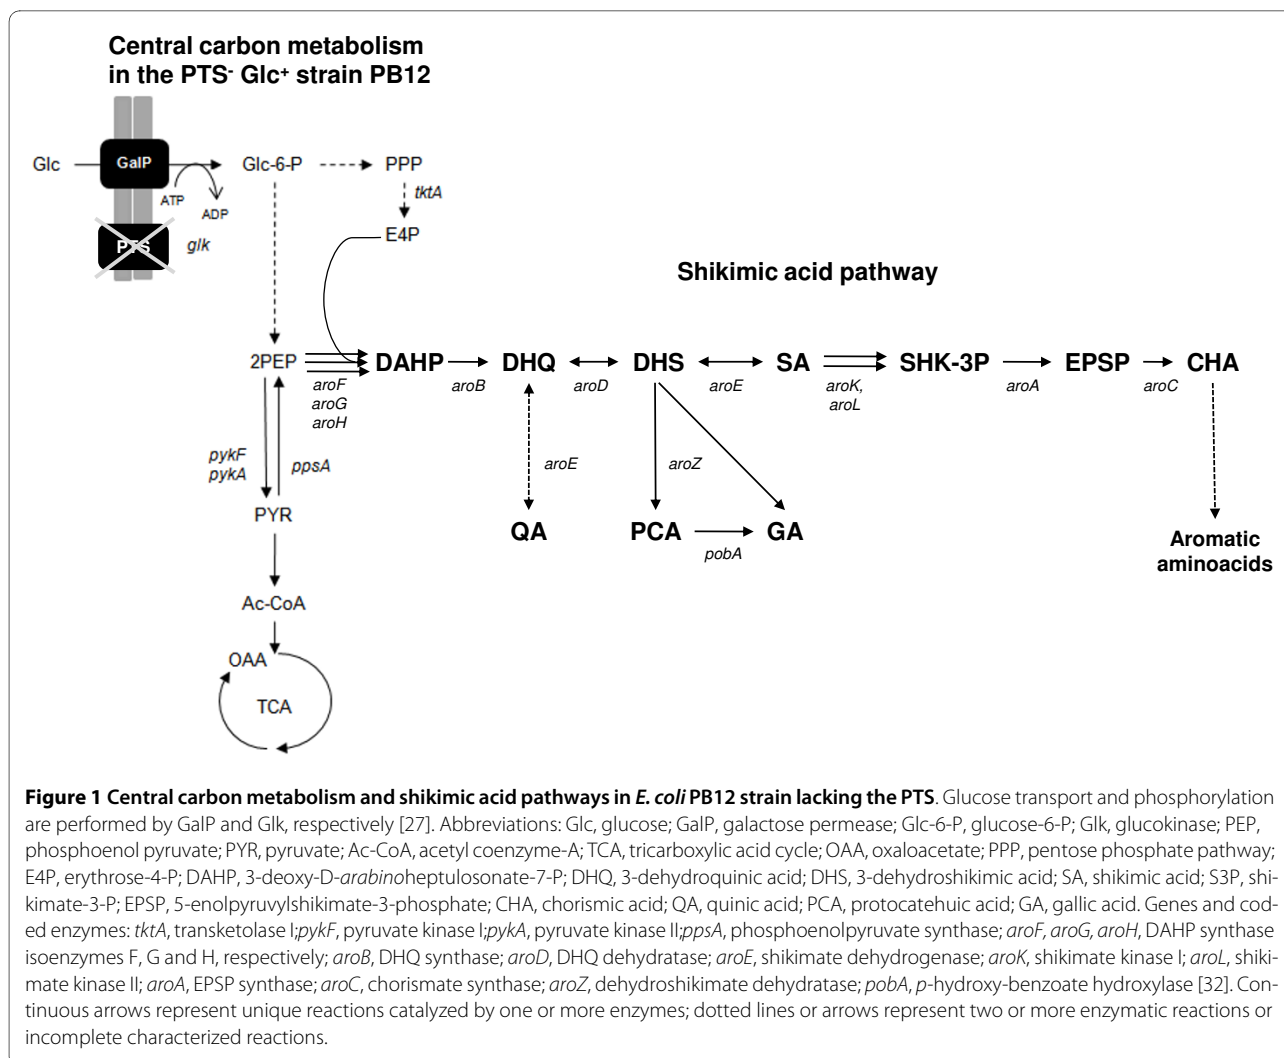 Central carbon metabolism
in the PTS- Glc+ strain PB12
Glc
GalP
Glc-6-P
PPP
ATP
ADP
tktA
PTS
glk
E4P
Shikimic acid pathway
2PEP
DAHP
DHQ
DHS
SA
SHK-3P
EPSP
CHA
aroF
aroG
aroH
aroB
aroD
aroE
aroK,
aroL
aroA
aroC
pykF
pykA
ppsA
aroE
aroZ
PYR
QA
PCA
pobA
GA
Aromatic
aminoacids
Ac-CoA
OAA
TCA
Figure 1 Central carbon metabolism and shikimic acid pathways in E. coli PB12 strain lacking the PTS. Glucose transport and phosphorylation
are performed by GalP and Glk, respectively [27]. Abbreviations: Glc, glucose; GalP, galactose permease; Glc-6-P, glucose-6-P; Glk, glucokinase; PEP,
phosphoenol pyruvate; PYR, pyruvate; Ac-CoA, acetyl coenzyme-A; TCA, tricarboxylic acid cycle; OAA, oxaloacetate; PPP, pentose phosphate pathway;
E4P, erythrose-4-P; DAHP, 3-deoxy-D-arabinoheptulosonate-7-P; DHQ, 3-dehydroquinic acid; DHS, 3-dehydroshikimic acid; SA, shikimic acid; S3P, shi-
kimate-3-P; EPSP, 5-enolpyruvylshikimate-3-phosphate; CHA, chorismic acid; QA, quinic acid; PCA, protocatehuic acid; GA, gallic acid. Genes and cod-
ed enzymes: tktA, transketolase I;pykF, pyruvate kinase I;pykA, pyruvate kinase II;ppsA, phosphoenolpyruvate synthase; aroF, aroG, aroH, DAHP synthase
isoenzymes F, G and H, respectively; aroB, DHQ synthase; aroD, DHQ dehydratase; aroE, shikimate dehydrogenase; aroK, shikimate kinase I; aroL, shiki-
mate kinase II; aroA, EPSP synthase; aroC, chorismate synthase; aroZ, dehydroshikimate dehydratase; pobA, p-hydroxy-benzoate hydroxylase [32]. Con-
tinuous arrows represent unique reactions catalyzed by one or more enzymes; dotted lines or arrows represent two or more enzymatic reactions or
incomplete characterized reactions.